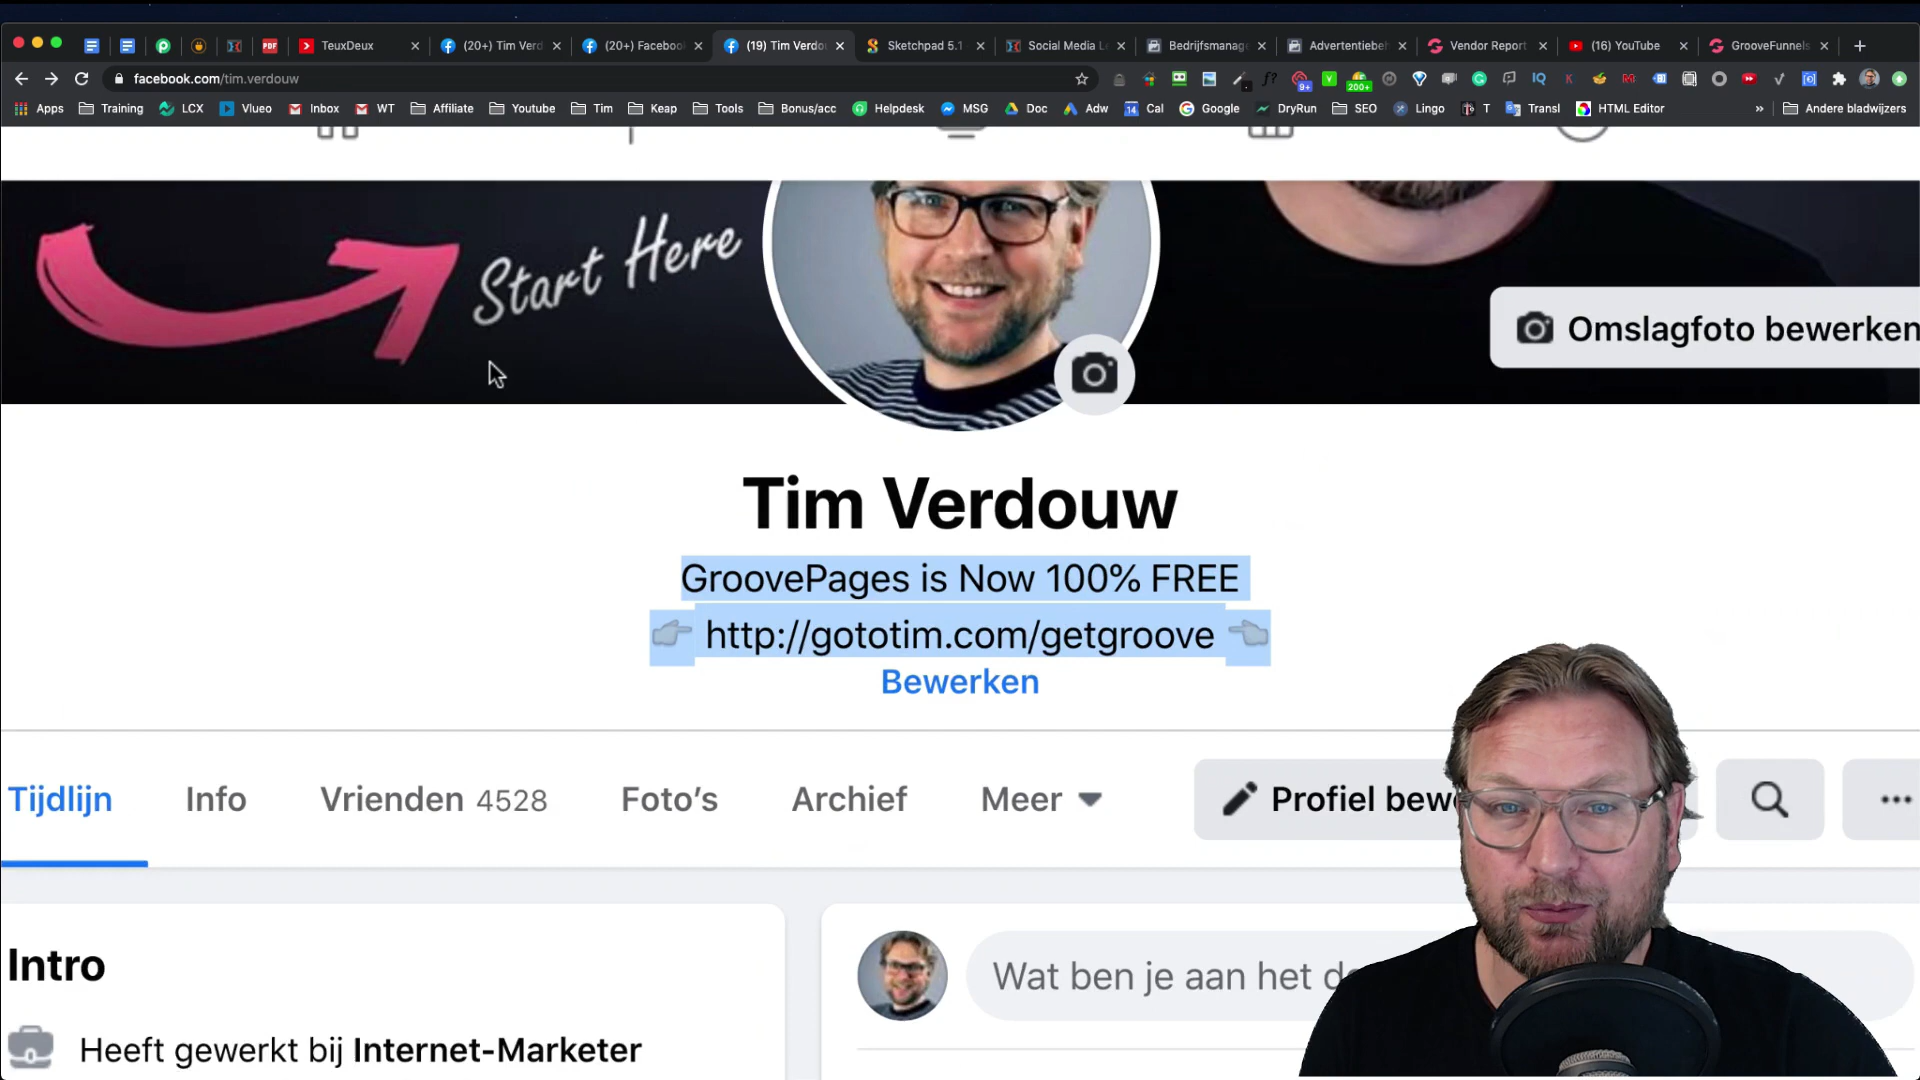 TeuxDeux
(20+) Tim Verd
(20+) Facebook
(19) Tim Verdou
Sketchpad 5.1
Social Media L
Bedrijfsmanag
Advertentiebeh
Vendor Report
(16) YouTube
GrooveFunnels
facebook.com/tim.verdouw
Apps
Training
LCX
Vlueo
Inbox
WT
Affiliate
Youtube
Tim
Keap
Tools
Bonus/acc
Helpdesk
MSG
Doc
Adw
Cal
Google
DryRun
SEO
Lingo
T
Transl
HTML Editor
»
Andere bladwijzers
Start Here
Omslagfoto bewerken
Tim Verdouw
GroovePages is Now 100% FREE
👉 http://gototim.com/getgroove 👈
Bewerken
Tijdlijn
Info
Vrienden 4528
Foto's
Archief
Meer
Profiel bew
Intro
Wat ben je aan het d
Heeft gewerkt bij Internet-Marketer